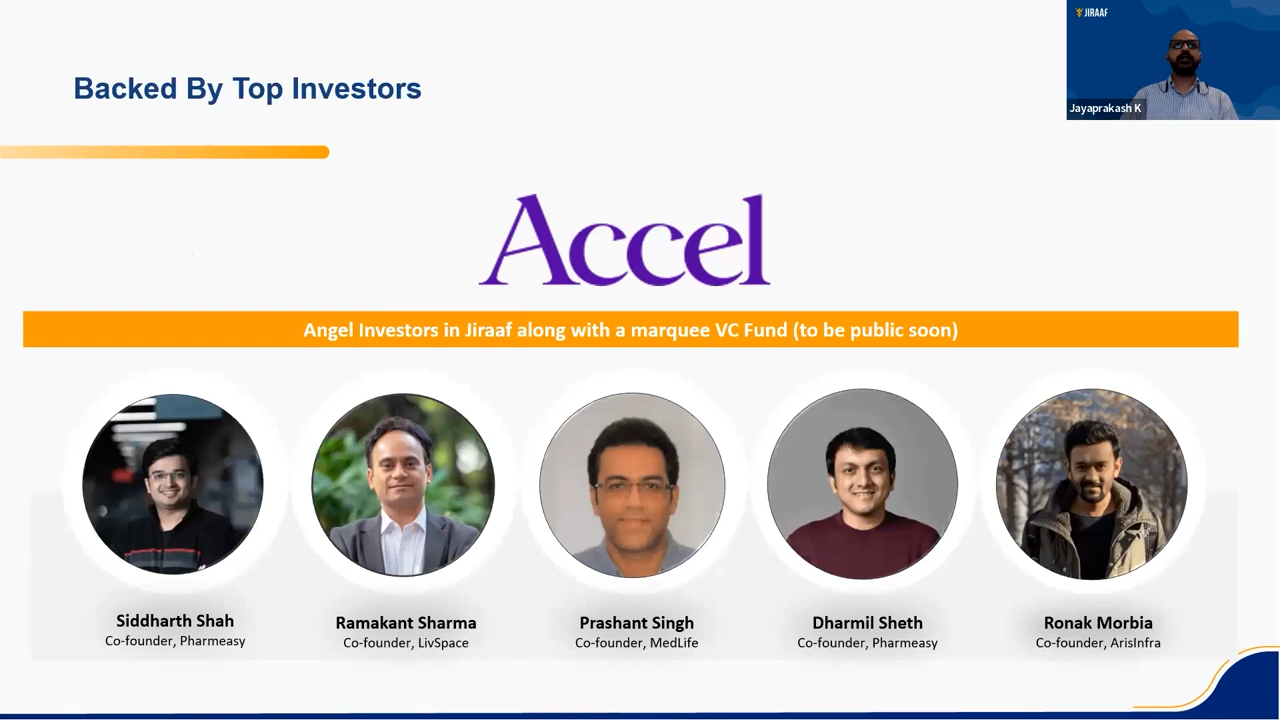 JIRAAF
Jayaprakash K
Backed By Top Investors
Accel
Angel Investors in Jiraaf along with a marquee VC Fund (to be public soon)
Siddharth Shah
Co-founder, Pharmeasy
Ramakant Sharma
Co-founder, LivSpace
Prashant Singh
Co-founder, MedLife
Dharmil Sheth
Co-founder, Pharmeasy
Ronak Morbia
Co-founder, ArisInfra